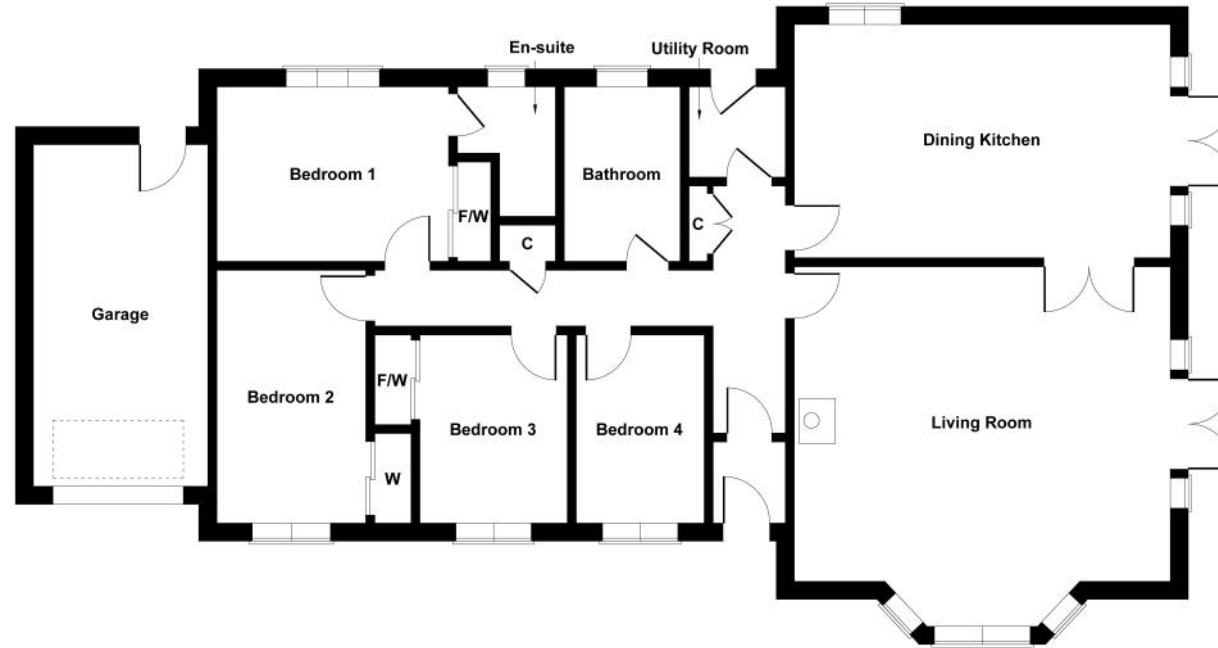 En-suite
Utility Room
Dining Kitchen
Bedroom 1
Bathroom
F/W
C
C
Garage
Bedroom 2
F/W
Bedroom 3
Bedroom 4
Living Room
W